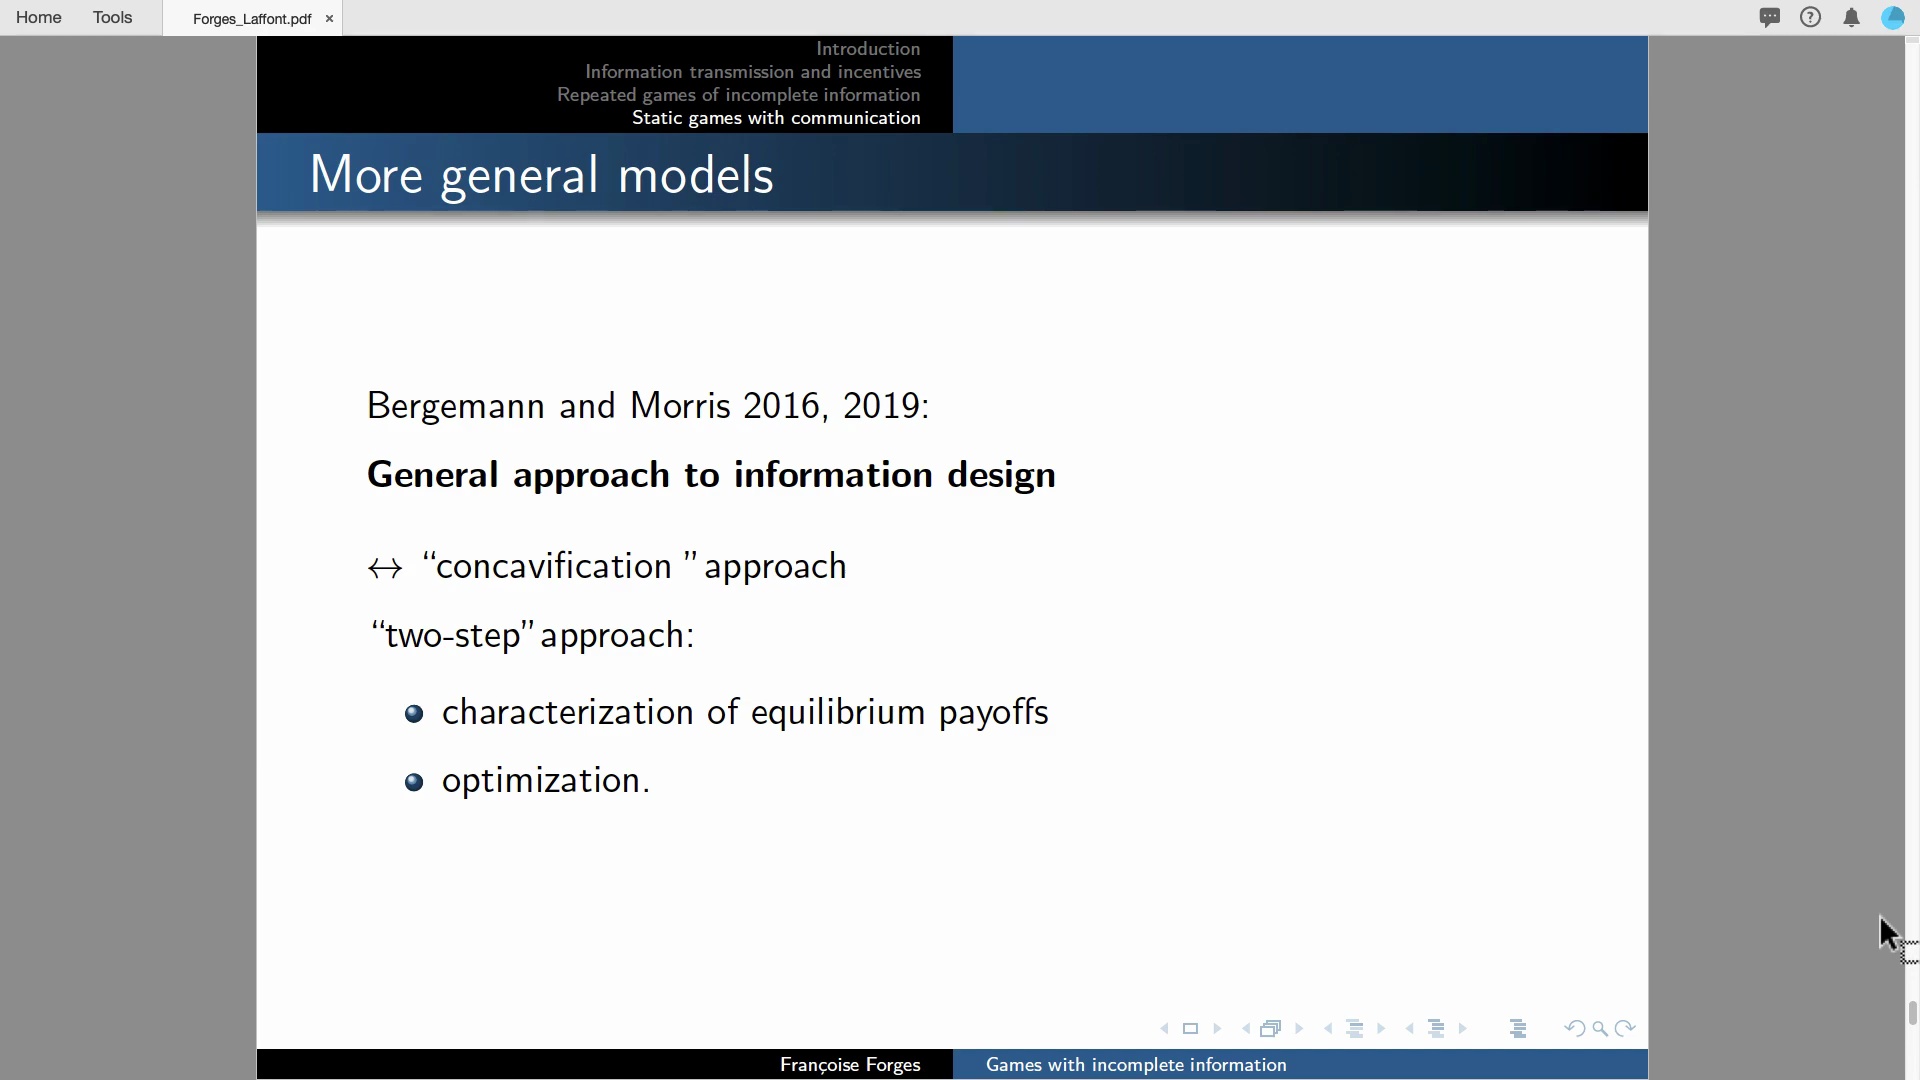 Home Tools Forges_Laffont.pdf ×
Introduction
Information transmission and incentives
Repeated games of incomplete information
Static games with communication
More general models
Bergemann and Morris 2016, 2019:
General approach to information design
↔ “concavification ” approach
“two-step” approach:
characterization of equilibrium payoffs
optimization.
Françoise Forges Games with incomplete information